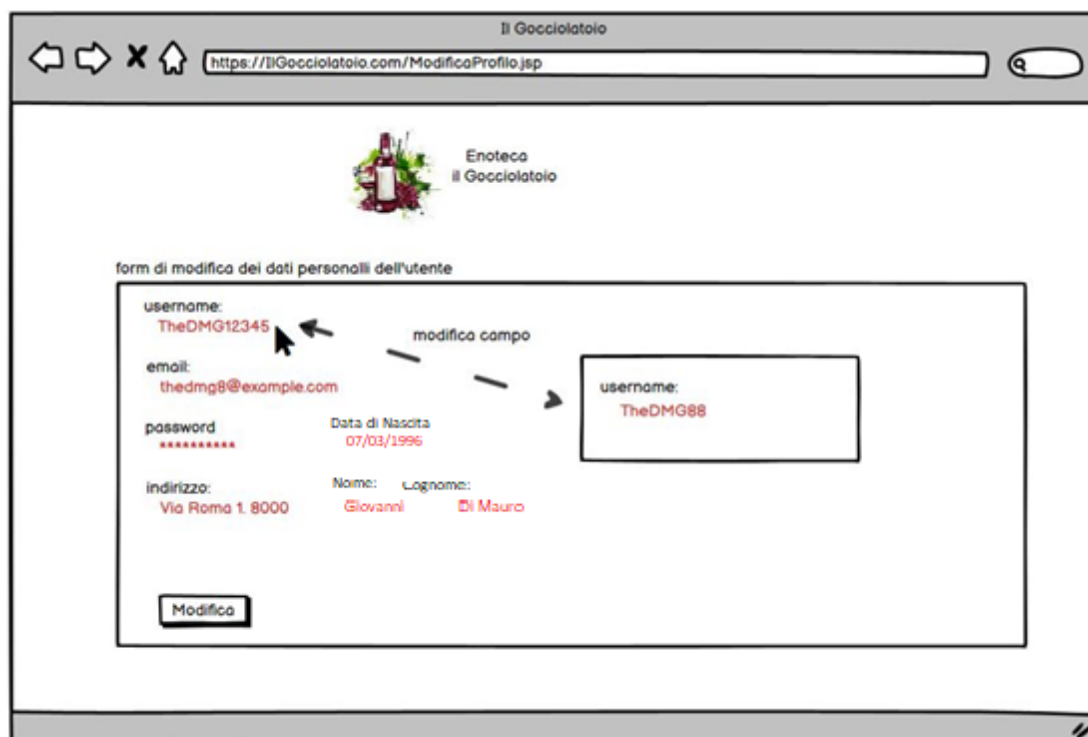 Il Gocciolatoio
https://IlGocciolatoio.com/ModificaProfilo.jsp
Enoteca
il Gocciolatoio
form di modifica dei dati personalli dell'utente
username:
TheDMG12345
modifica campo
username:
TheDMG88
email:
thedmg8@example.com
password
**********
Data di Nascita
07/03/1996
indirizzo:
Via Roma 1. 8000
Nome: Cognome:
Giovanni Di Mauro
Modifica